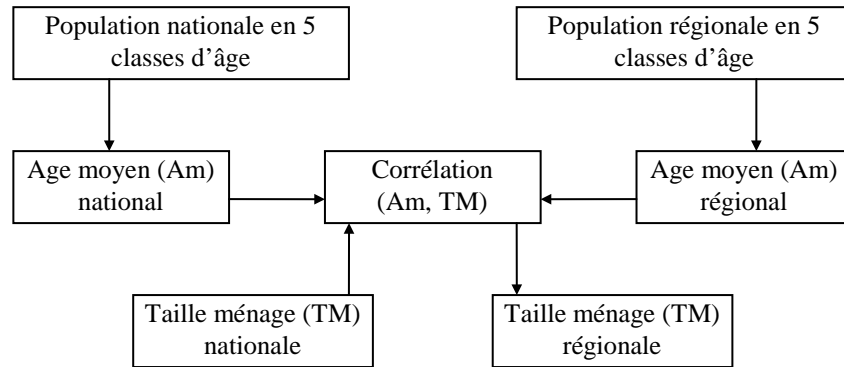 Population nationale en 5
classes d'âge
Population régionale en 5
classes d'âge
Age moyen (Am)
national
Corrélation
(Am, TM)
Age moyen (Am)
régional
Taille ménage (TM)
nationale
Taille ménage (TM)
régionale